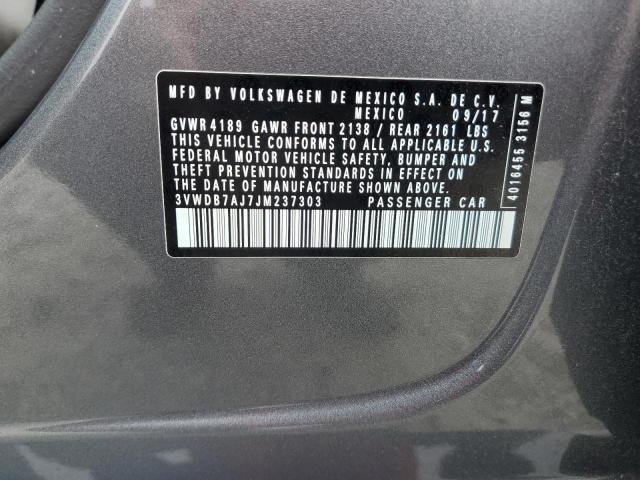 MFD BY VOLKSWAGEN DE MEXICO S.A. DE C.V.
MEXICO 09/17
GVWR 4189 GAWR FRONT 2138 / REAR 2161 LBS
THIS VEHICLE CONFORMS TO ALL APPLICABLE U.S.
FEDERAL MOTOR VEHICLE SAFETY, BUMPER AND
THEFT PREVENTION STANDARDS IN EFFECT ON
THE DATE OF MANUFACTURE SHOWN ABOVE.
3VWDB7AJ7JM237303 PASSENGER CAR
4016455 3156 M